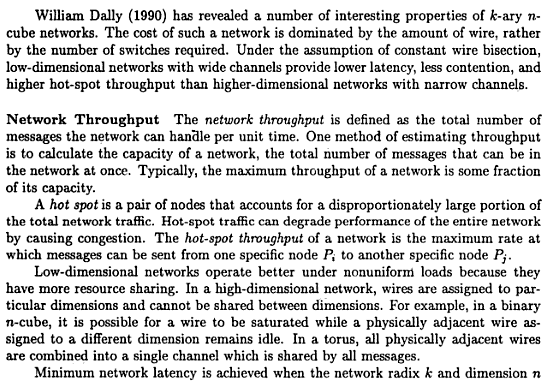 William Dally (1990) has revealed a number of interesting properties of k-ary n-
cube networks. The cost of such a network is dominated by the amount of wire, rather
by the number of switches required. Under the assumption of constant wire bisection,
low-dimensional networks with wide channels provide lower latency, less contention, and
higher hot-spot throughput than higher-dimensional networks with narrow channels.
Network Throughput The network throughput is defined as the total number of
messages the network can handle per unit time. One method of estimating throughput
is to calculate the capacity of a network, the total number of messages that can be in
the network at once. Typically, the maximum throughput of a network is some fraction
of its capacity.
A hot spot is a pair of nodes that accounts for a disproportionately large portion of
the total network traffic. Hot-spot traffic can degrade performance of the entire network
by causing congestion. The hot-spot throughput of a network is the maximum rate at
which messages can be sent from one specific node Pi to another specific node Pj.
Low-dimensional networks operate better under nonuniform loads because they
have more resource sharing. In a high-dimensional network, wires are assigned to par-
ticular dimensions and cannot be shared between dimensions. For example, in a binary
n-cube, it is possible for a wire to be saturated while a physically adjacent wire as-
signed to a different dimension remains idle. In a torus, all physically adjacent wires
are combined into a single channel which is shared by all messages.
Minimum network latency is achieved when the network radix k and dimension n